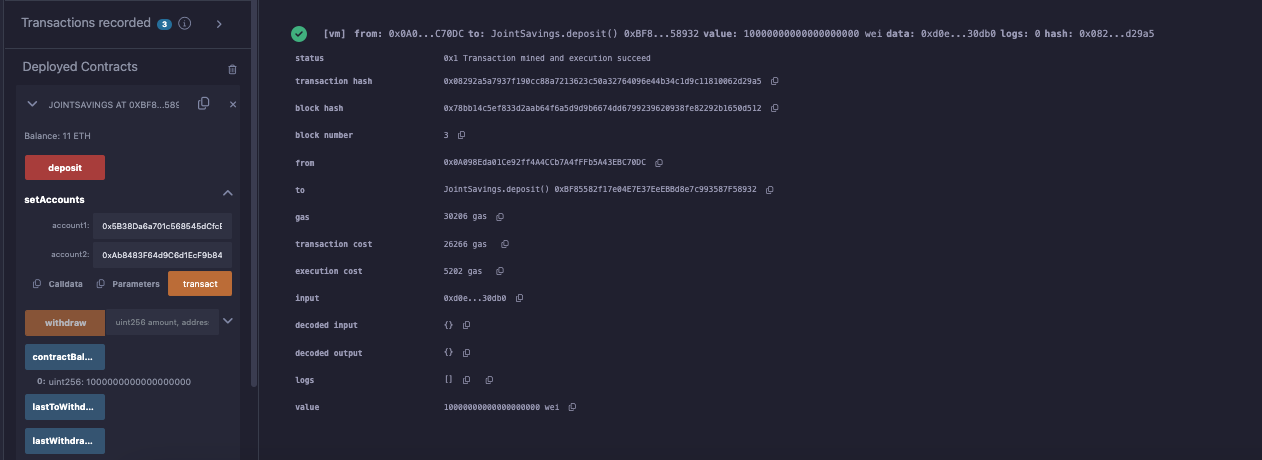 Transactions recorded 3
Deployed Contracts
JOINTSAVINGS AT 0XBF8...589
Balance: 11 ETH
deposit
setAccounts
account1: 0x5B38Da6a701c568545dCfcB
account2: 0xAb8483F64d9C6d1EcF9b84
Calldata Parameters transact
withdraw uint256 amount, address
contractBal...
0: uint256: 1000000000000000000
lastToWithd...
lastWithdra...
[vm] from: 0x0A0...C70DC to: JointSavings.deposit() 0xBF8...58932 value: 10000000000000000000 wei data: 0xd0e...30db0 logs: 0 hash: 0x082...d29a5
status 0x1 Transaction mined and execution succeed
transaction hash 0x08292a5a7937f190cc88a7213623c50a32764096e44b34c1d9c11810062d29a5
block hash 0x78bb14c5ef833d2aab64f6a5d9d9b6674dd6799239620938fe82292b1650d512
block number 3
from 0x0A098Eda01Ce92ff4A4CCb7A4fFFb5A43EBC70DC
to JointSavings.deposit() 0xBF85582f17e04E7E37EeEBBd8e7c993587F58932
gas 30206 gas
transaction cost 26266 gas
execution cost 5202 gas
input 0xd0e...30db0
decoded input {}
decoded output {}
logs []
value 10000000000000000000 wei